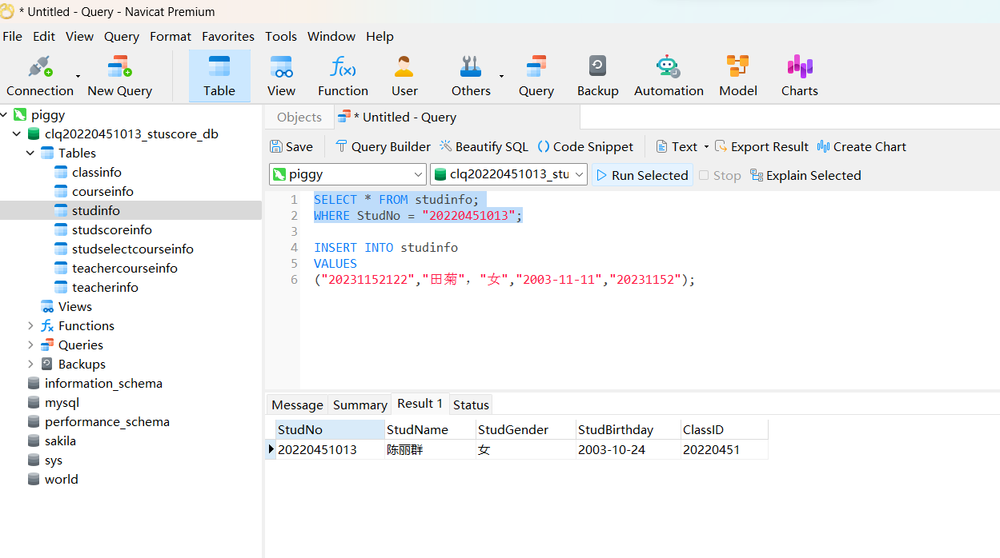 * Untitled - Query - Navicat Premium
File Edit View Query Format Favorites Tools Window Help
Connection New Query Table View Function User Others Query Backup Automation Model Charts
piggy
clq20220451013_stuscore_db
Tables
classinfo
courseinfo
studinfo
studscoreinfo
studselectcourseinfo
teachercourseinfo
teacherinfo
Views
Functions
Queries
Backups
information_schema
mysql
performance_schema
sakila
sys
world
Objects * Untitled - Query
Save Query Builder Beautify SQL () Code Snippet Text Export Result Create Chart
piggy clq20220451013_stu Run Selected Stop Explain Selected
1 SELECT * FROM studinfo;
2 WHERE StudNo = "20220451013";
3
4 INSERT INTO studinfo
5 VALUES
6 ("20231152122","田菊"，"女","2003-11-11","20231152");
Message Summary Result 1 Status
StudNo StudName StudGender StudBirthday ClassID
20220451013 陈丽群 女 2003-10-24 20220451